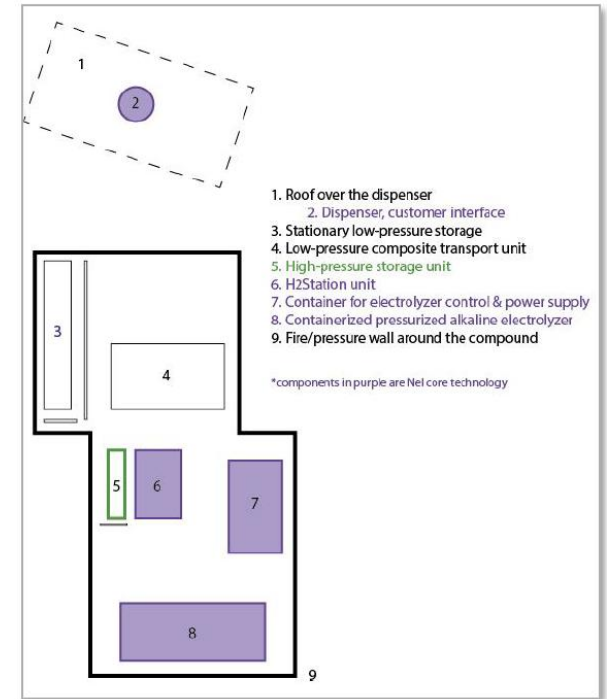 1
2
1. Roof over the dispenser
2. Dispenser, customer interface
3. Stationary low-pressure storage
4. Low-pressure composite transport unit
5. High-pressure storage unit
6. H2Station unit
7. Container for electrolyzer control & power supply
8. Containerized pressurized alkaline electrolyzer
9. Fire/pressure wall around the compound
*components in purple are Nel core technology
3
4
5
6
7
8
9